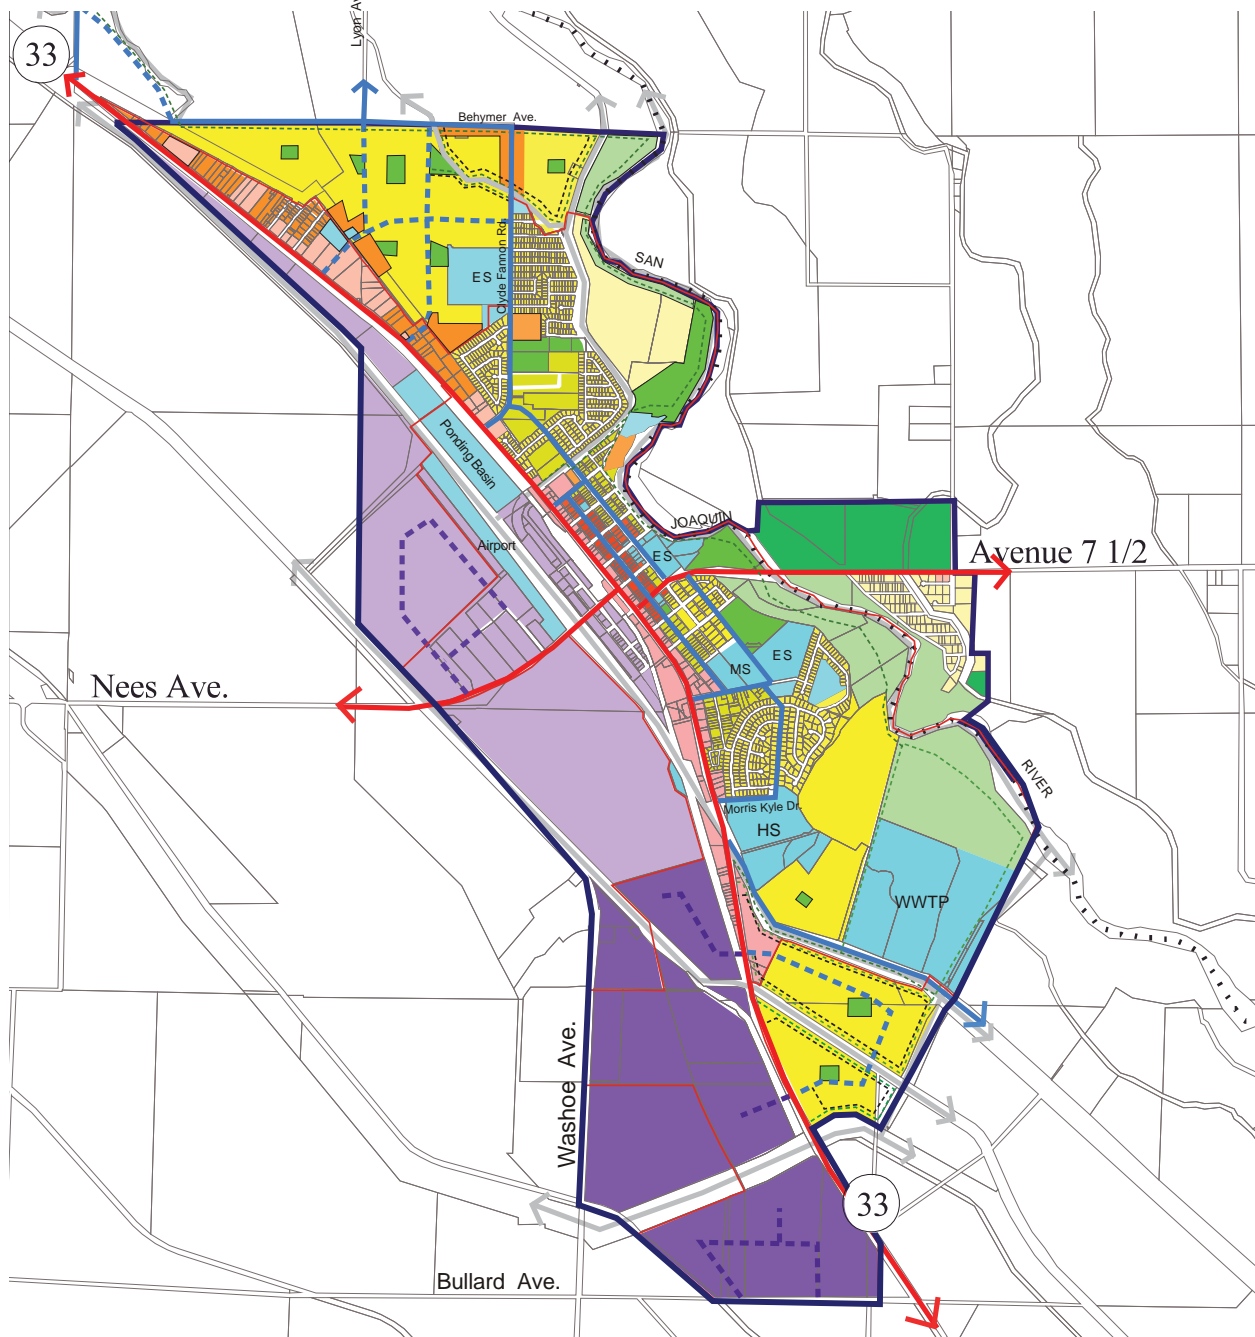 33
Lyon Av
Behymer Ave.
SAN
ES
Clyde Fannon Rd.
Ponding Basin
JOAQUIN
Airport
ES
Avenue 7 1/2
ES
MS
Nees Ave.
RIVER
Morris Kyle Dr.
HS
WWTP
Washoe Ave.
33
Bullard Ave.